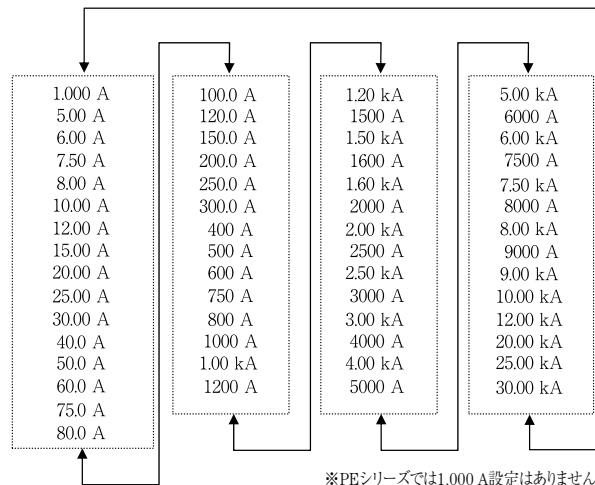 1.000 A
5.00 A
6.00 A
7.50 A
8.00 A
10.00 A
12.00 A
15.00 A
20.00 A
25.00 A
30.00 A
40.0 A
50.0 A
60.0 A
75.0 A
80.0 A
100.0 A
120.0 A
150.0 A
200.0 A
250.0 A
300.0 A
400 A
500 A
600 A
750 A
800 A
1000 A
1.00 kA
1200 A
1.20 kA
1500 A
1.50 kA
1600 A
1.60 kA
2000 A
2.00 kA
2500 A
2.50 kA
3000 A
3.00 kA
4000 A
4.00 kA
5000 A
5.00 kA
6000 A
6.00 kA
7500 A
7.50 kA
8000 A
8.00 kA
9000 A
9.00 kA
10.00 kA
12.00 kA
20.00 kA
25.00 kA
30.00 kA
※PEシリーズでは1.000 A設定はありません